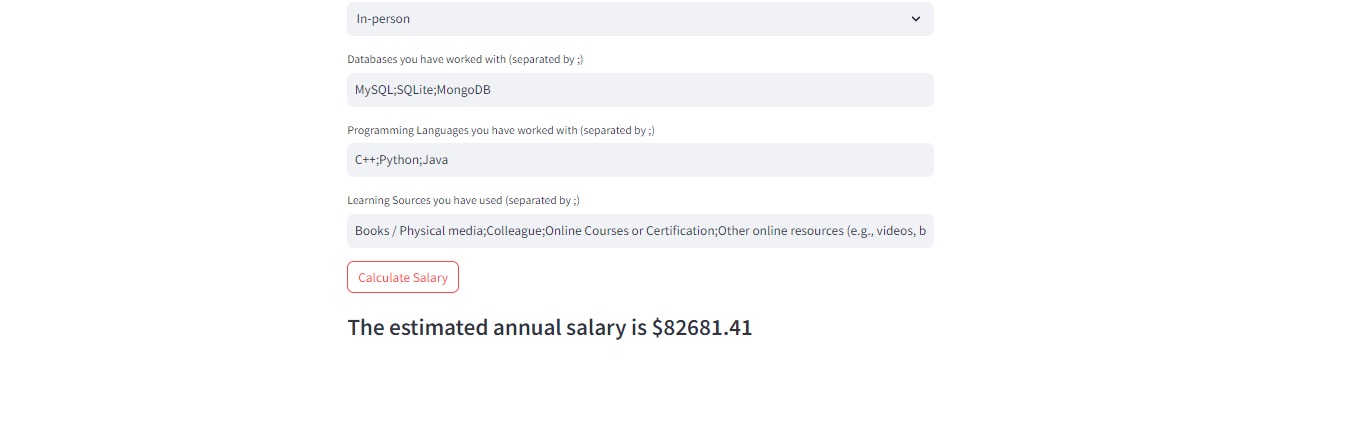 In-person
Databases you have worked with (separated by ;)
MySQL;SQLite;MongoDB
Programming Languages you have worked with (separated by ;)
C++;Python;Java
Learning Sources you have used (separated by ;)
Books / Physical media;Colleague;Online Courses or Certification;Other online resources (e.g., videos, b
Calculate Salary
The estimated annual salary is $82681.41